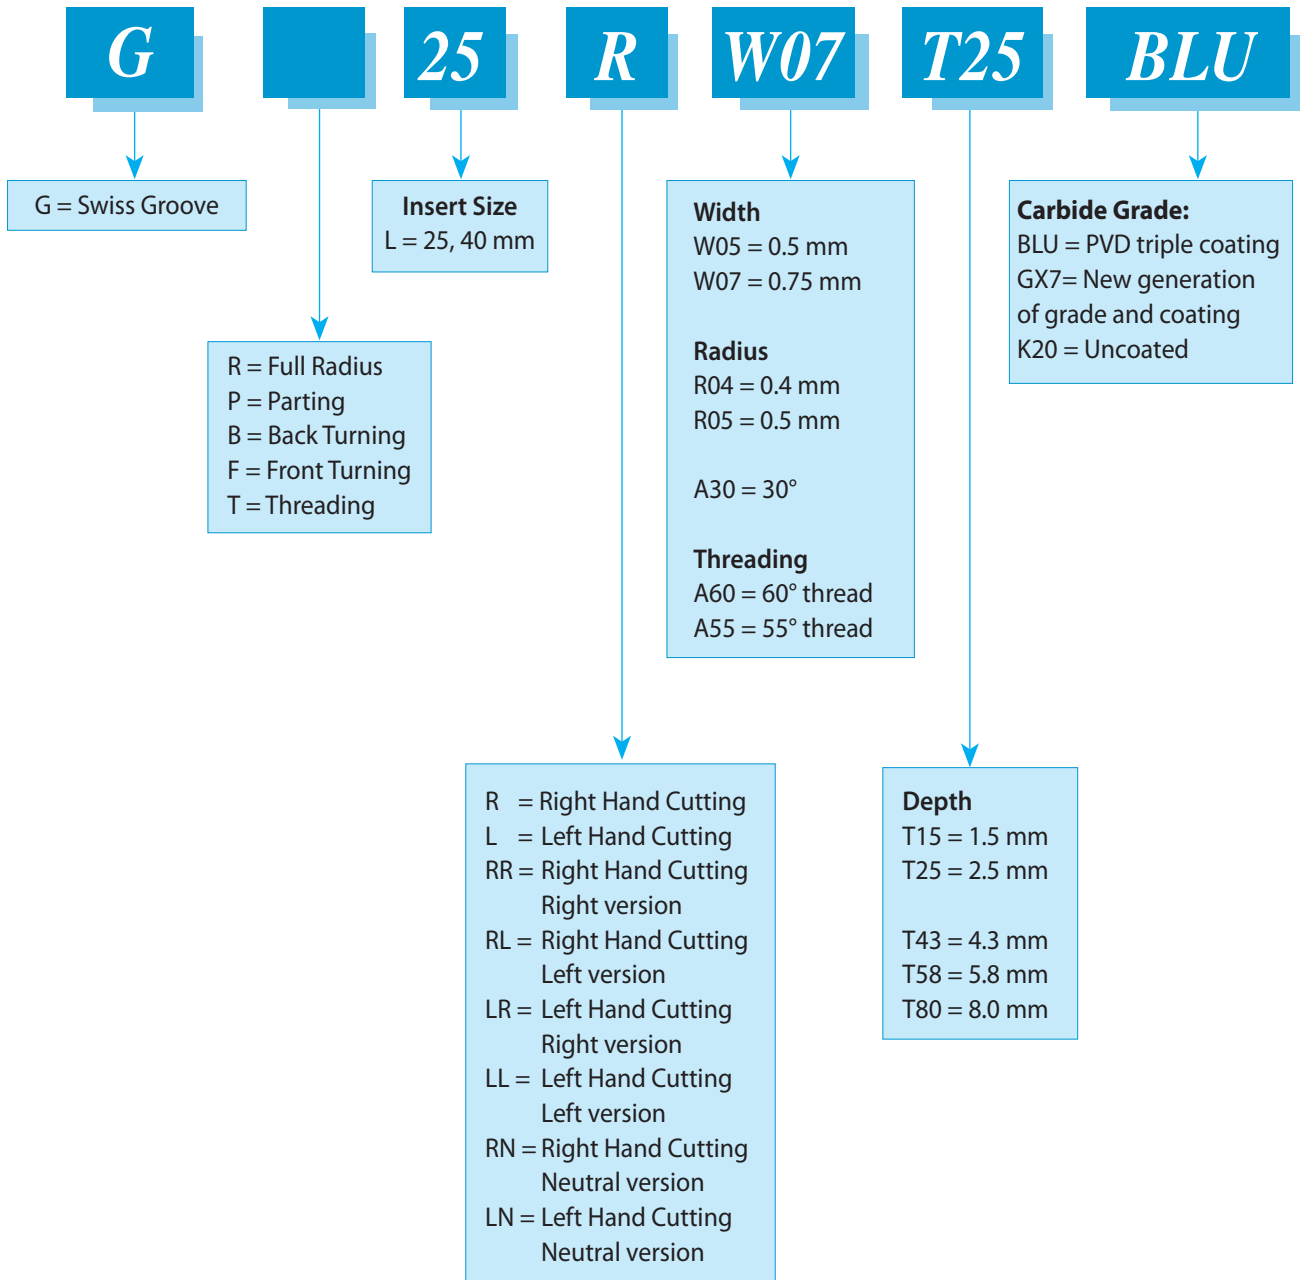 G 25 R W07 T25 BLU
G = Swiss Groove
R = Full Radius
P = Parting
B = Back Turning
F = Front Turning
T = Threading
Insert Size
L = 25, 40 mm
R = Right Hand Cutting
L = Left Hand Cutting
RR = Right Hand Cutting
Right version
RL = Right Hand Cutting
Left version
LR = Left Hand Cutting
Right version
LL = Left Hand Cutting
Left version
RN = Right Hand Cutting
Neutral version
LN = Left Hand Cutting
Neutral version
Width
W05 = 0.5 mm
W07 = 0.75 mm
Radius
R04 = 0.4 mm
R05 = 0.5 mm
A30 = 30°
Threading
A60 = 60° thread
A55 = 55° thread
Depth
T15 = 1.5 mm
T25 = 2.5 mm
T43 = 4.3 mm
T58 = 5.8 mm
T80 = 8.0 mm
Carbide Grade:
BLU = PVD triple coating
GX7= New generation
of grade and coating
K20 = Uncoated